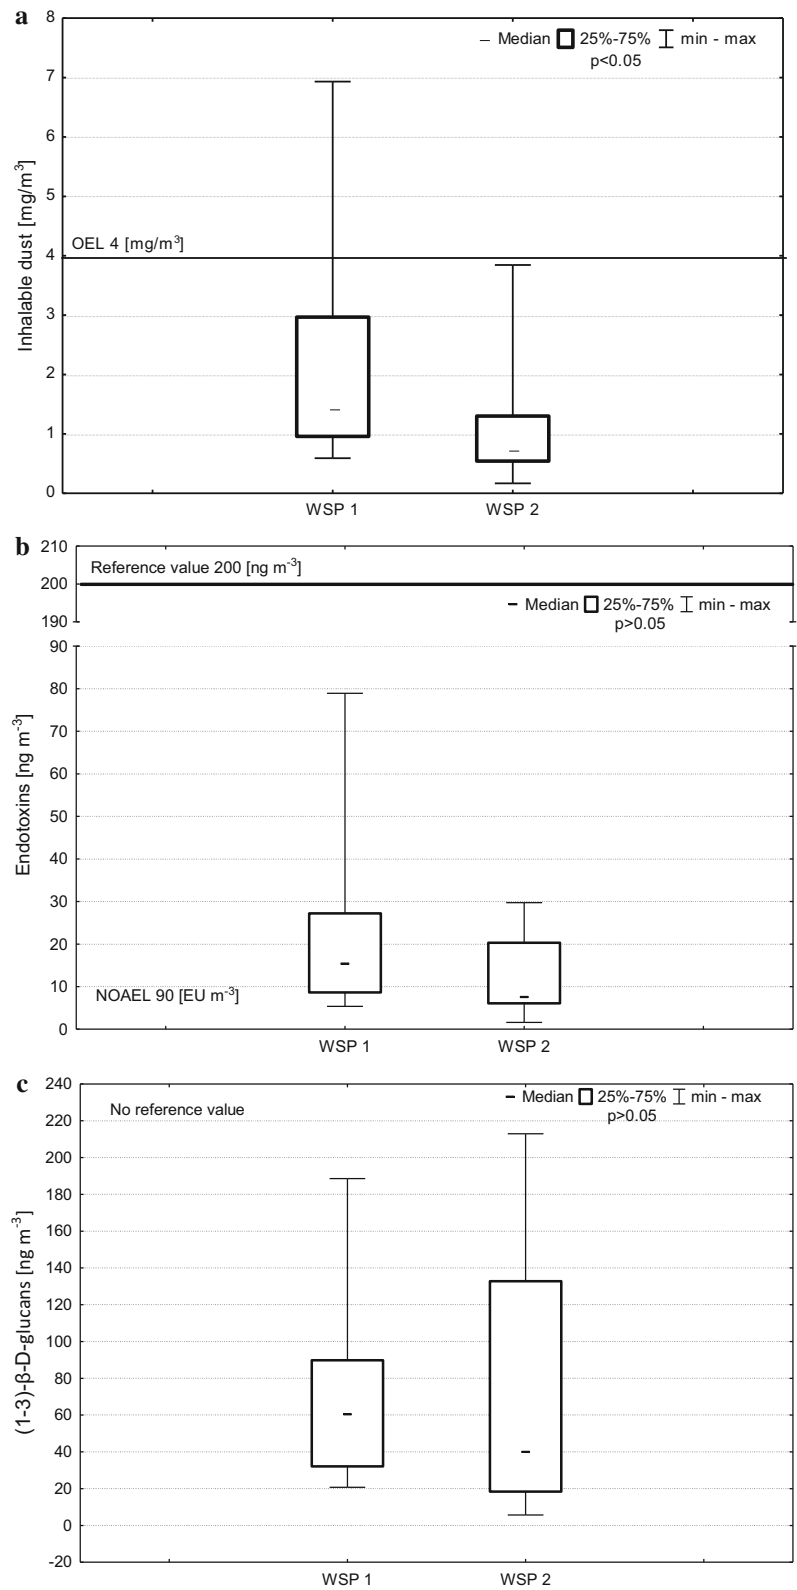 a
8
— Median 25%-75% min - max
p<0.05
7
6
5
OEL 4 [mg/m³]
4
3
2
1
0
Inhalable dust [mg/m³]
WSP 1 WSP 2
b
210
Reference value 200 [ng m⁻³]
200
– Median 25%-75% min - max
190
p>0.05
90
80
70
60
50
40
30
20
NOAEL 90 [EU m⁻³]
10
0
Endotoxins [ng m⁻³]
WSP 1 WSP 2
c
240
– Median 25%-75% min - max
No reference value
p>0.05
220
200
180
160
140
120
100
80
60
40
20
0
-20
(1-3)-β-D-glucans [ng m⁻³]
WSP 1 WSP 2